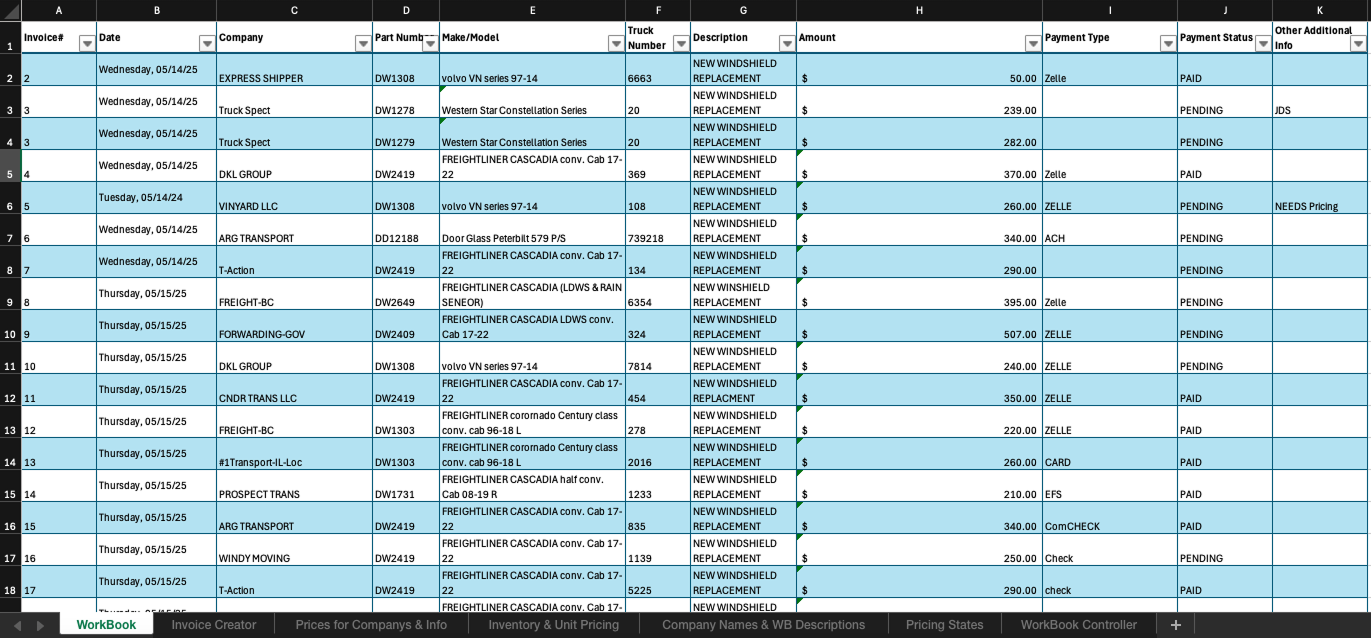 A B C D E F G H I J K
1 Invoice# Date Company Part Numb Make/Model Truck Number Description Amount Payment Type Payment Status Other Additional Info
2 2 Wednesday, 05/14/25 EXPRESS SHIPPER DW1308 volvo VN series 97-14 6663 NEW WINDSHIELD REPLACEMENT $ 50.00 Zelle PAID
3 3 Wednesday, 05/14/25 Truck Spect DW1278 Western Star Constellation Series 20 NEW WINDSHIELD REPLACEMENT $ 239.00 PENDING JDS
4 3 Wednesday, 05/14/25 Truck Spect DW1279 Western Star Constellation Series 20 NEW WINDSHIELD REPLACEMENT $ 282.00 PENDING
5 4 Wednesday, 05/14/25 DKL GROUP DW2419 FREIGHTLINER CASCADIA conv. Cab 17-22 369 NEW WINDSHIELD REPLACEMENT $ 370.00 Zelle PAID
6 5 Tuesday, 05/14/24 VINYARD LLC DW1308 volvo VN series 97-14 108 NEW WINDSHIELD REPLACEMENT $ 260.00 ZELLE PENDING NEEDS Pricing
7 6 Wednesday, 05/14/25 ARG TRANSPORT DD12188 Door Glass Peterbilt 579 P/S 739218 NEW WINDSHIELD REPLACEMENT $ 340.00 ACH PENDING
8 7 Wednesday, 05/14/25 T-Action DW2419 FREIGHTLINER CASCADIA conv. Cab 17-22 134 NEW WINDSHIELD REPLACEMENT $ 290.00 PENDING
9 8 Thursday, 05/15/25 FREIGHT-BC DW2649 FREIGHTLINER CASCADIA (LDWS & RAIN SENEOR) 6354 NEW WINSHIELD REPLACEMENT $ 395.00 Zelle PENDING
10 9 Thursday, 05/15/25 FORWARDING-GOV DW2409 FREIGHTLINER CASCADIA LDWS conv. Cab 17-22 324 NEW WINDSHIELD REPLACEMENT $ 507.00 ZELLE PENDING
11 10 Thursday, 05/15/25 DKL GROUP DW1308 volvo VN series 97-14 7814 NEW WINDSHIELD REPLACEMENT $ 240.00 ZELLE PENDING
12 11 Thursday, 05/15/25 CNDR TRANS LLC DW2419 FREIGHTLINER CASCADIA conv. Cab 17-22 454 NEW WINDSHIELD REPLACMENT $ 350.00 ZELLE PAID
13 12 Thursday, 05/15/25 FREIGHT-BC DW1303 FREIGHTLINER corornado Century class conv. cab 96-18 L 278 NEW WINDSHIELD REPLACEMENT $ 220.00 ZELLE PAID
14 13 Thursday, 05/15/25 #1Transport-IL-Loc DW1303 FREIGHTLINER corornado Century class conv. cab 96-18 L 2016 NEW WINDSHIELD REPLACEMENT $ 260.00 CARD PAID
15 14 Thursday, 05/15/25 PROSPECT TRANS DW1731 FREIGHTLINER CASCADIA half conv. Cab 08-19 R 1233 NEW WINDSHIELD REPLACEMENT $ 210.00 EFS PAID
16 15 Thursday, 05/15/25 ARG TRANSPORT DW2419 FREIGHTLINER CASCADIA conv. Cab 17-22 835 NEW WINDSHIELD REPLACEMENT $ 340.00 ComCHECK PAID
17 16 Thursday, 05/15/25 WINDY MOVING DW2419 FREIGHTLINER CASCADIA conv. Cab 17-22 1139 NEW WINDSHIELD REPLACEMENT $ 250.00 Check PENDING
18 17 Thursday, 05/15/25 T-Action DW2419 FREIGHTLINER CASCADIA conv. Cab 17-22 5225 NEW WINDSHIELD REPLACEMENT $ 290.00 check PAID
FREIGHTLINER CASCADIA conv. Cab 17- NEW WINDSHIELD
WorkBook Invoice Creator Prices for Companys & Info Inventory & Unit Pricing Company Names & WB Descriptions Pricing States WorkBook Controller +